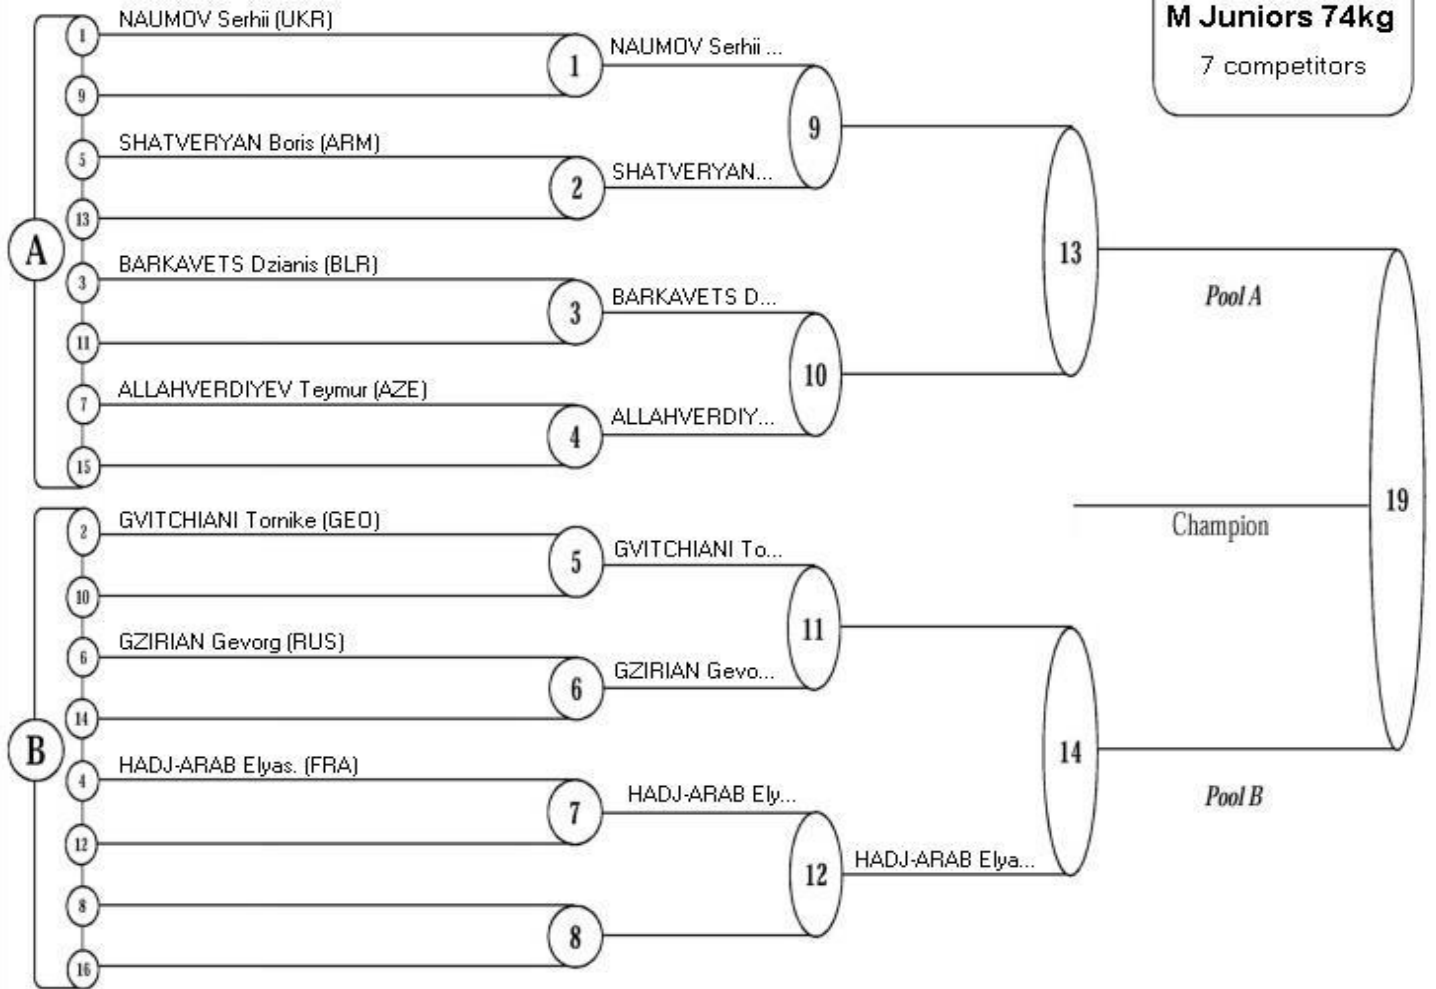 M Juniors 74kg
7 competitors
1 NAUMOV Serhii (UKR)
9
1
NAUMOV Serhii ...
5 SHATVERYAN Boris (ARM)
13
2
SHATVERYAN...
9
A
3 BARKAVETS Dzianis (BLR)
11
3
BARKAVETS D...
7 ALLAHVERDIYEV Teymur (AZE)
15
4
ALLAHVERDIY...
10
13
Pool A
2 GVITCHIANI Tornike (GEO)
10
5
GVITCHIANI To...
6 GZIRIAN Gevorg (RUS)
14
6
GZIRIAN Gevo...
11
B
4 HADJ-ARAB Elyas. (FRA)
12
7
HADJ-ARAB Ely...
8
16
8
12
HADJ-ARAB Elya...
14
Pool B
19
Champion